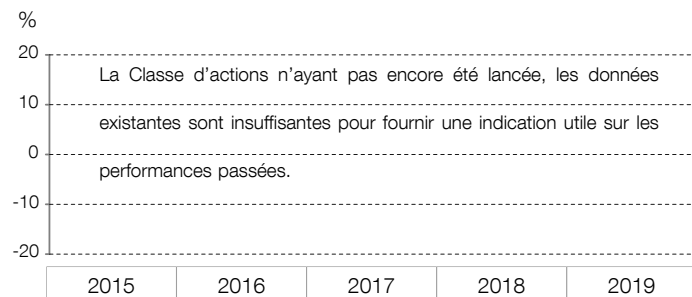 %
20
La Classe d'actions n'ayant pas encore été lancée, les données
10
existantes sont insuffisantes pour fournir une indication utile sur les
0
performances passées.
-10
-20
2015 2016 2017 2018 2019